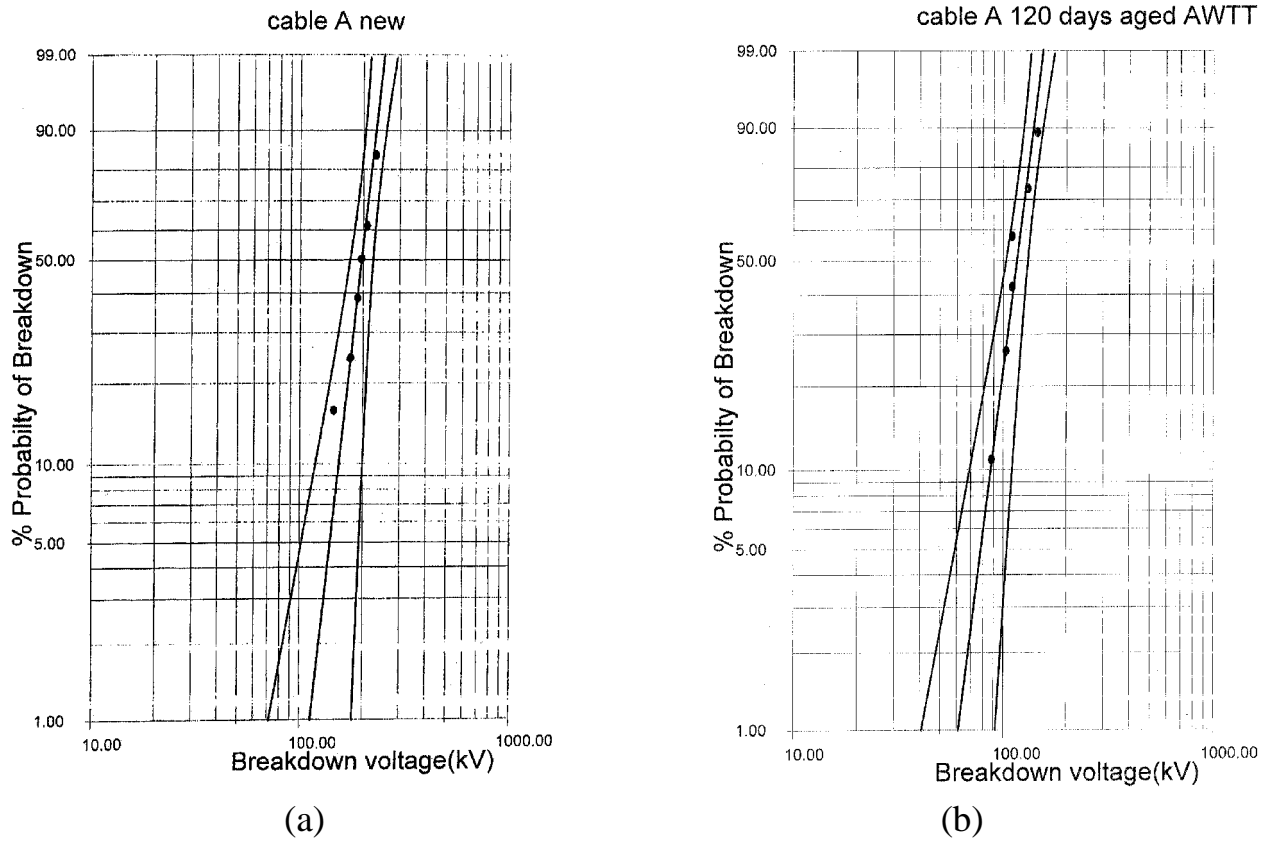 cable A new
99.00
90.00
% Probabilty of Breakdown
50.00
10.00
5.00
1.00
10.00
100.00
1000.00
Breakdown voltage(kV)
(a)
cable A 120 days aged AWTT
99.00
90.00
% Probabilty of Breakdown
50.00
10.00
5.00
1.00
10.00
100.00
1000.00
Breakdown voltage(kV)
(b)